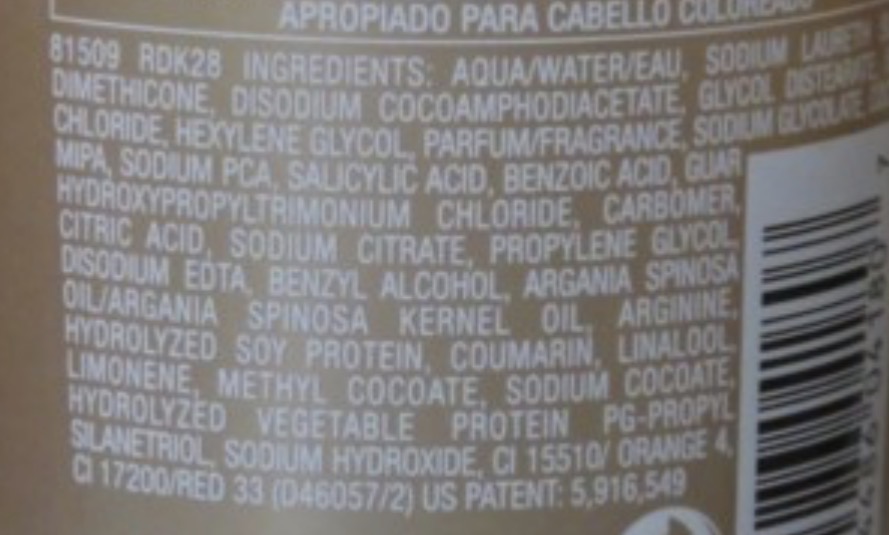 APROPIADO PARA CABELLO COLOREADO
81509 RDK28 INGREDIENTS: AQUA/WATER/EAU, SODIUM LAURETH
DIMETHICONE, DISODIUM COCOAMPHODIACETATE, GLYCOL DISTEARATE,
CHLORIDE, HEXYLENE GLYCOL, PARFUM/FRAGRANCE, SODIUM GLYCOLATE,
MIPA, SODIUM PCA, SALICYLIC ACID, BENZOIC ACID, GUAR
HYDROXYPROPYLTRIMONIUM CHLORIDE, CARBOMER,
CITRIC ACID, SODIUM CITRATE, PROPYLENE GLYCOL,
DISODIUM EDTA, BENZYL ALCOHOL, ARGANIA SPINOSA
OIL/ARGANIA SPINOSA KERNEL OIL, ARGININE,
HYDROLYZED SOY PROTEIN, COUMARIN, LINALOOL,
LIMONENE, METHYL COCOATE, SODIUM COCOATE,
HYDROLYZED VEGETABLE PROTEIN PG-PROPYL
SILANETRIOL, SODIUM HYDROXIDE, CI 15510/ ORANGE 4,
CI 17200/RED 33 (D46057/2) US PATENT: 5,916,549